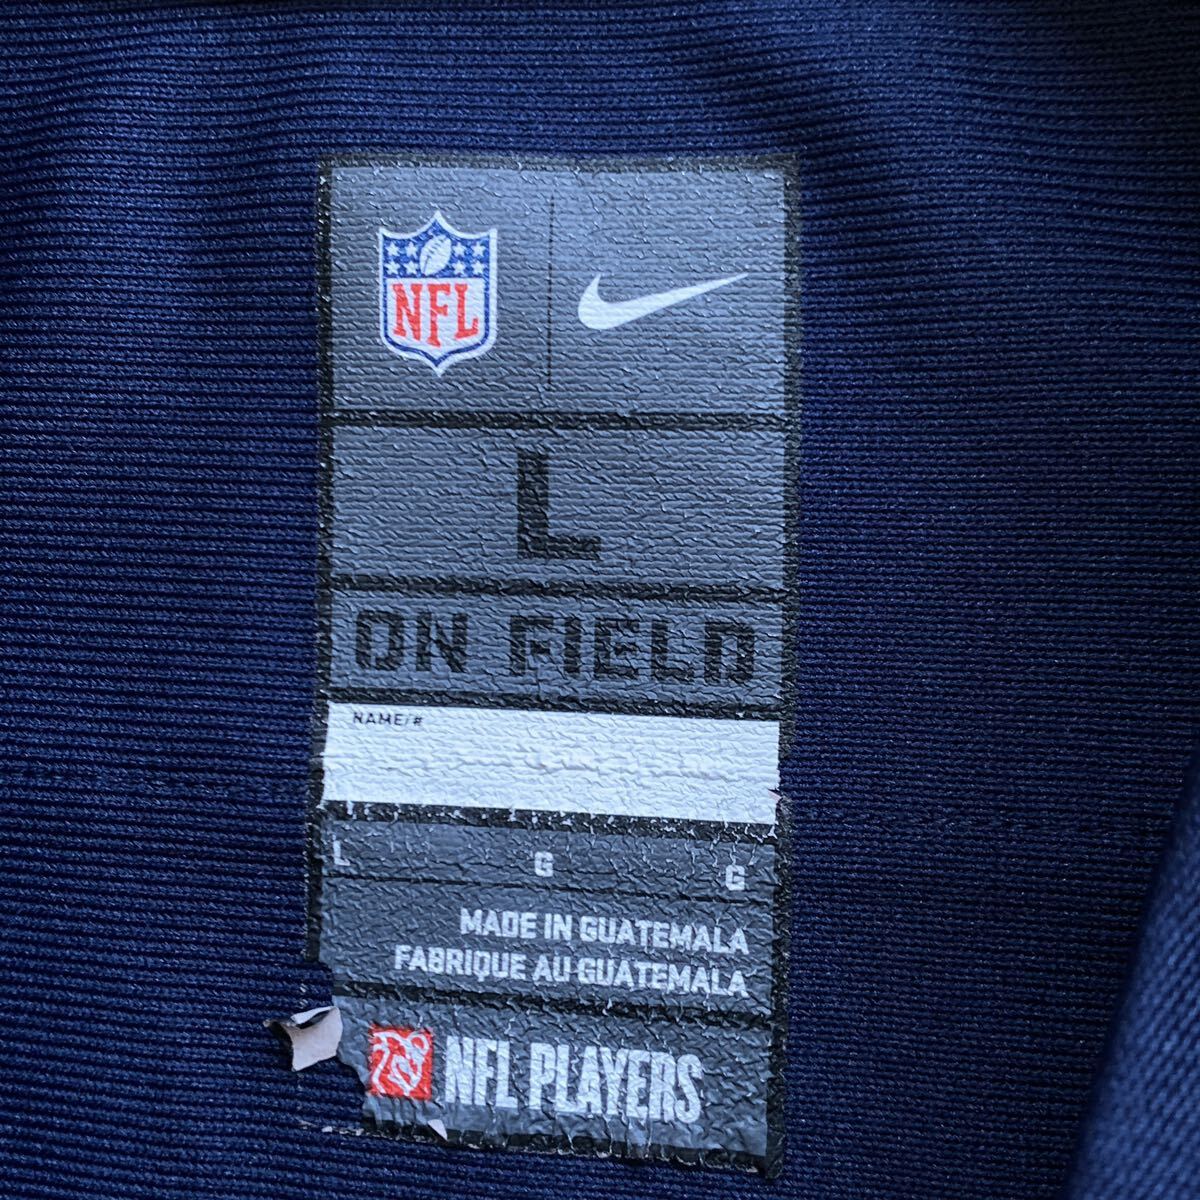 NFL
L
ON FIELD
NAME/#
L G G
MADE IN GUATEMALA
FABRIQUE AU GUATEMALA
NFL PLAYERS